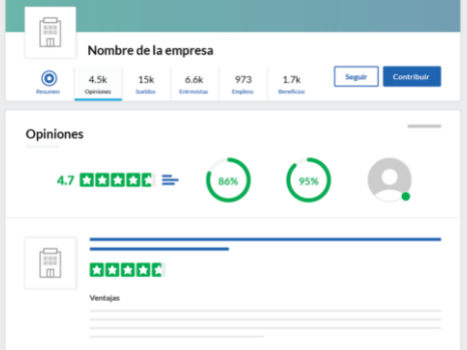 Nombre de la empresa
4.5k 15k 6.6k 973 1.7k
Resumen Opiniones Sueldos Entrevistas Empleos Beneficios
Seguir Contribuir
Opiniones
4.7 86% 95%
Ventajas